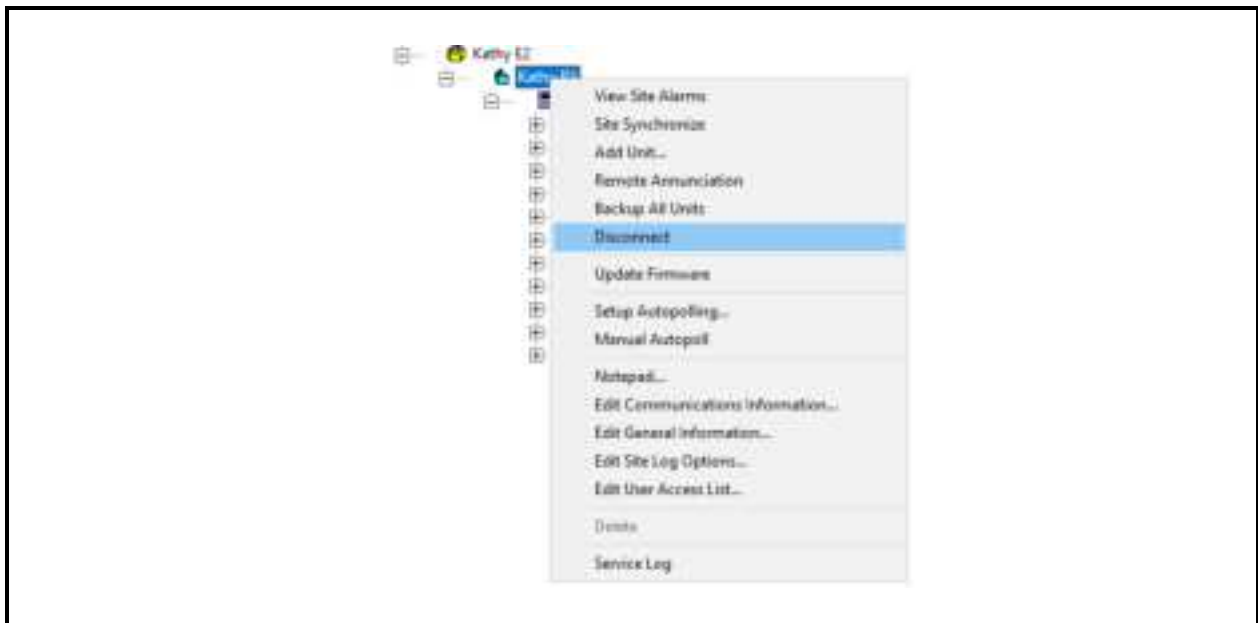 Kathy E2
Kathy E2
View Site Alarms
Site Synchronize
Add Unit...
Remote Annunciation
Backup All Units
Disconnect
Update Firmware
Setup Autopolling...
Manual Autopoll
Notepad...
Edit Communications Information...
Edit General Information...
Edit Site Log Options...
Edit User Access List...
Delete
Service Log